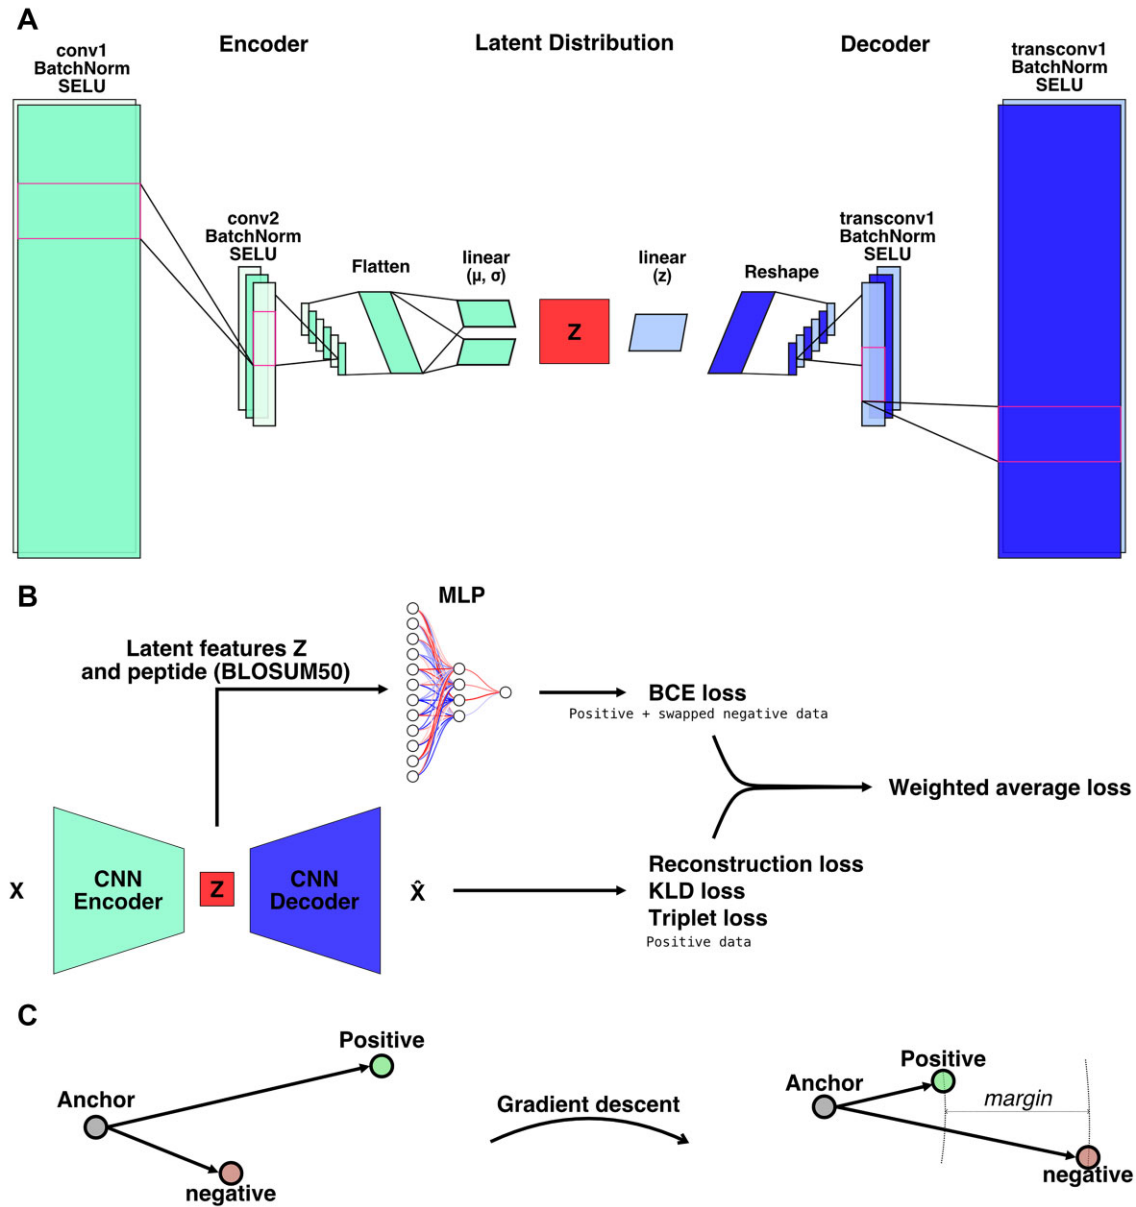 A
Encoder
Latent Distribution
Decoder
conv1
BatchNorm
SELU
transconv1
BatchNorm
SELU
conv2
BatchNorm
SELU
Flatten
linear
(μ, σ)
Z
linear
(z)
Reshape
transconv1
BatchNorm
SELU
B
MLP
Latent features Z
and peptide (BLOSUM50)
BCE loss
Positive + swapped negative data
Weighted average loss
X
CNN
Encoder
Z
CNN
Decoder
X̂
Reconstruction loss
KLD loss
Triplet loss
Positive data
C
Anchor
Positive
negative
Gradient descent
Anchor
Positive
margin
negative